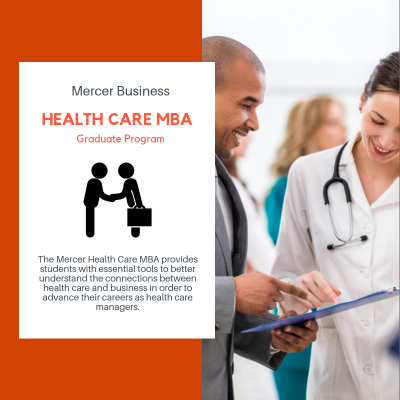 Mercer Business
HEALTH CARE MBA
Graduate Program
The Mercer Health Care MBA provides
students with essential tools to better
understand the connections between
health care and business in order to
advance their careers as health care
managers.